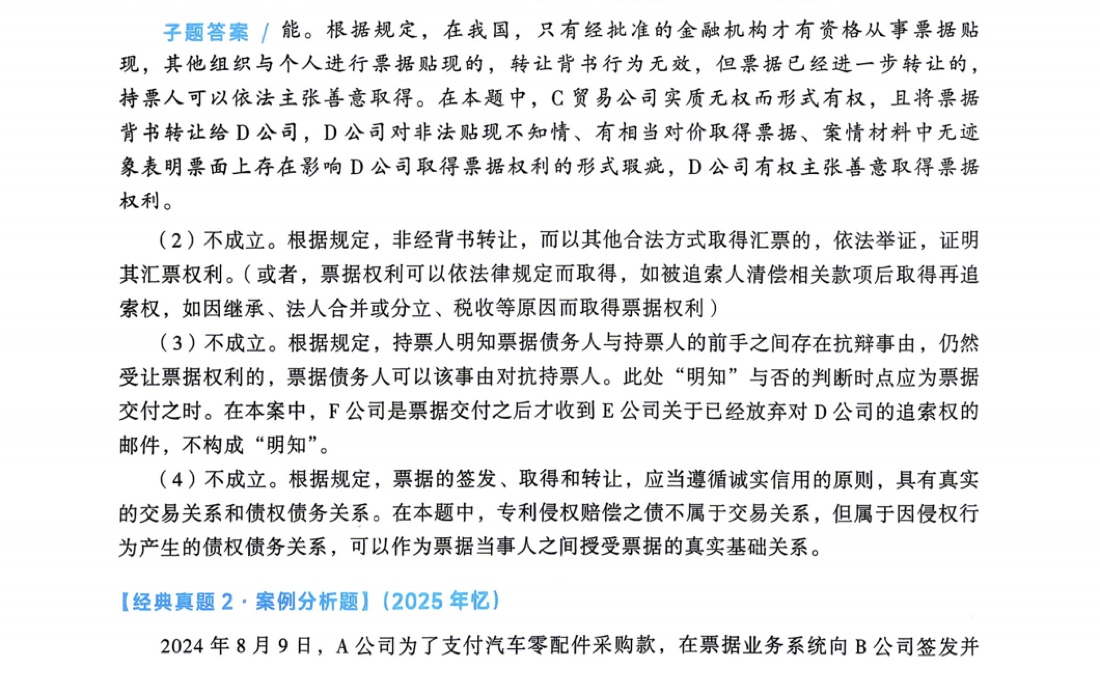 子题答案 / 能。根据规定，在我国，只有经批准的金融机构才有资格从事票据贴
现，其他组织与个人进行票据贴现的，转让背书行为无效，但票据已经进一步转让的，
持票人可以依法主张善意取得。在本题中，C 贸易公司实质无权而形式有权，且将票据
背书转让给 D 公司，D 公司对非法贴现不知情、有相当对价取得票据、案情材料中无迹
象表明票面上存在影响 D 公司取得票据权利的形式瑕疵，D 公司有权主张善意取得票据
权利。
（2）不成立。根据规定，非经背书转让，而以其他合法方式取得汇票的，依法举证，证明
其汇票权利。（或者，票据权利可以依法律规定而取得，如被追索人清偿相关款项后取得再追
索权，如因继承、法人合并或分立、税收等原因而取得票据权利）
（3）不成立。根据规定，持票人明知票据债务人与持票人的前手之间存在抗辩事由，仍然
受让票据权利的，票据债务人可以该事由对抗持票人。此处“明知”与否的判断时点应为票据
交付之时。在本案中，F 公司是票据交付之后才收到 E 公司关于已经放弃对 D 公司的追索权的
邮件，不构成“明知”。
（4）不成立。根据规定，票据的签发、取得和转让，应当遵循诚实信用的原则，具有真实
的交易关系和债权债务关系。在本题中，专利侵权赔偿之债不属于交易关系，但属于因侵权行
为产生的债权债务关系，可以作为票据当事人之间授受票据的真实基础关系。
【经典真题 2 · 案例分析题】（2025 年忆）
2024 年 8 月 9 日，A 公司为了支付汽车零配件采购款，在票据业务系统向 B 公司签发并